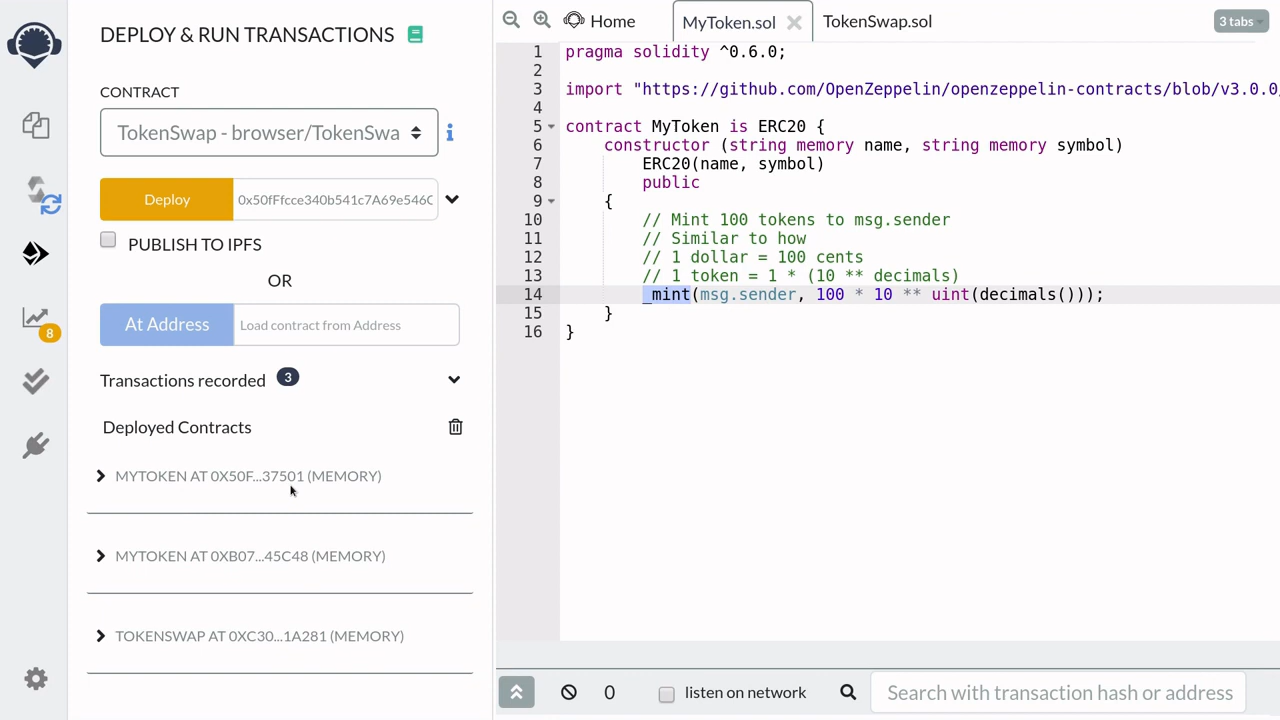 DEPLOY & RUN TRANSACTIONS
CONTRACT
TokenSwap - browser/TokenSwa
Deploy
0x50fFfcce340b541c7A69e546C
PUBLISH TO IPFS
OR
At Address
Load contract from Address
Transactions recorded 3
Deployed Contracts
MYTOKEN AT 0X50F...37501 (MEMORY)
MYTOKEN AT 0XB07...45C48 (MEMORY)
TOKENSWAP AT 0XC30...1A281 (MEMORY)
8
Home
MyToken.sol
TokenSwap.sol
3 tabs
1 pragma solidity ^0.6.0;
2
3 import "https://github.com/OpenZeppelin/openzeppelin-contracts/blob/v3.0.0
4
5 contract MyToken is ERC20 {
6 constructor (string memory name, string memory symbol)
7 ERC20(name, symbol)
8 public
9 {
10 // Mint 100 tokens to msg.sender
11 // Similar to how
12 // 1 dollar = 100 cents
13 // 1 token = 1 * (10 ** decimals)
14 _mint(msg.sender, 100 * 10 ** uint(decimals()));
15 }
16 }
0
listen on network
Search with transaction hash or address